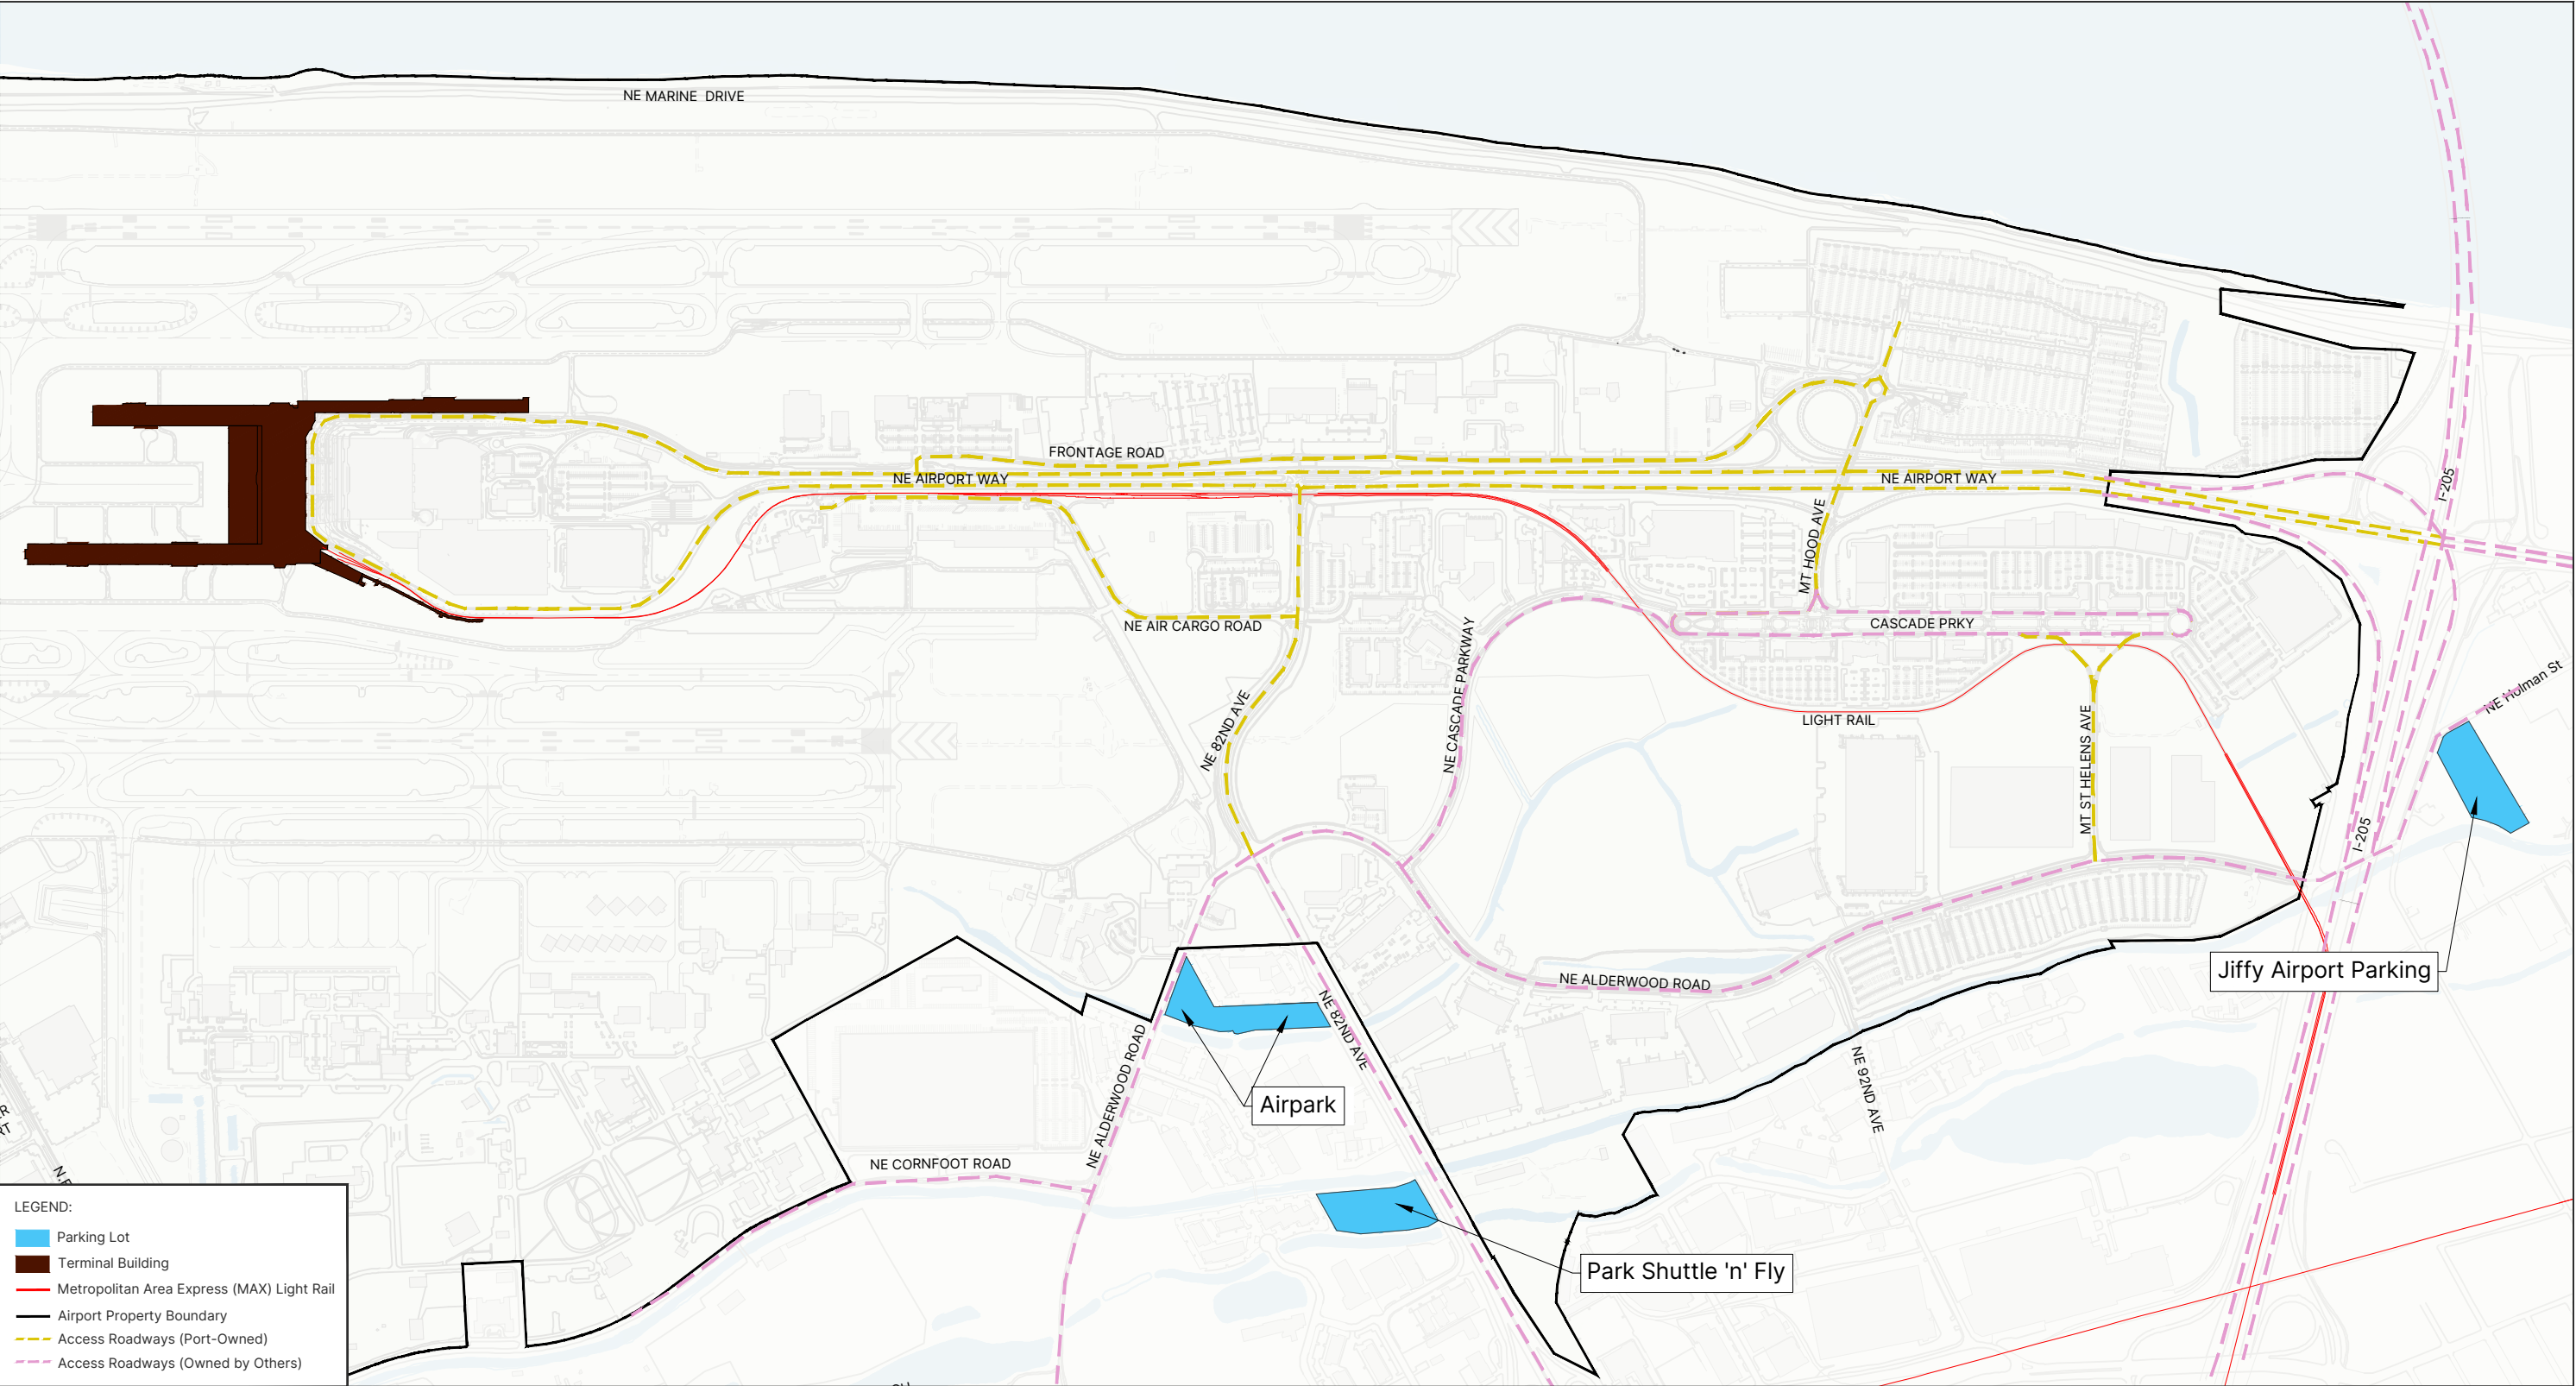 NE MARINE  DRIVE
FRONTAGE ROAD
NE AIRPORT WAY
NE AIRPORT WAY
I-205
MT HOOD AVE
NE AIR CARGO ROAD
CASCADE PRKY
NE CASCADE PARKWAY
NE 82ND AVE
NE Holman St
LIGHT RAIL
MT ST HELENS AVE
I-205
Jiffy Airport Parking
NE ALDERWOOD ROAD
NE 82ND AVE
NE ALDERWOOD ROAD
NE 92ND AVE
Airpark
NE CORNFOOT ROAD
Park Shuttle 'n' Fly
LEGEND:
Parking Lot
Terminal Building
Metropolitan Area Express (MAX) Light Rail
Airport Property Boundary
Access Roadways (Port-Owned)
Access Roadways (Owned by Others)